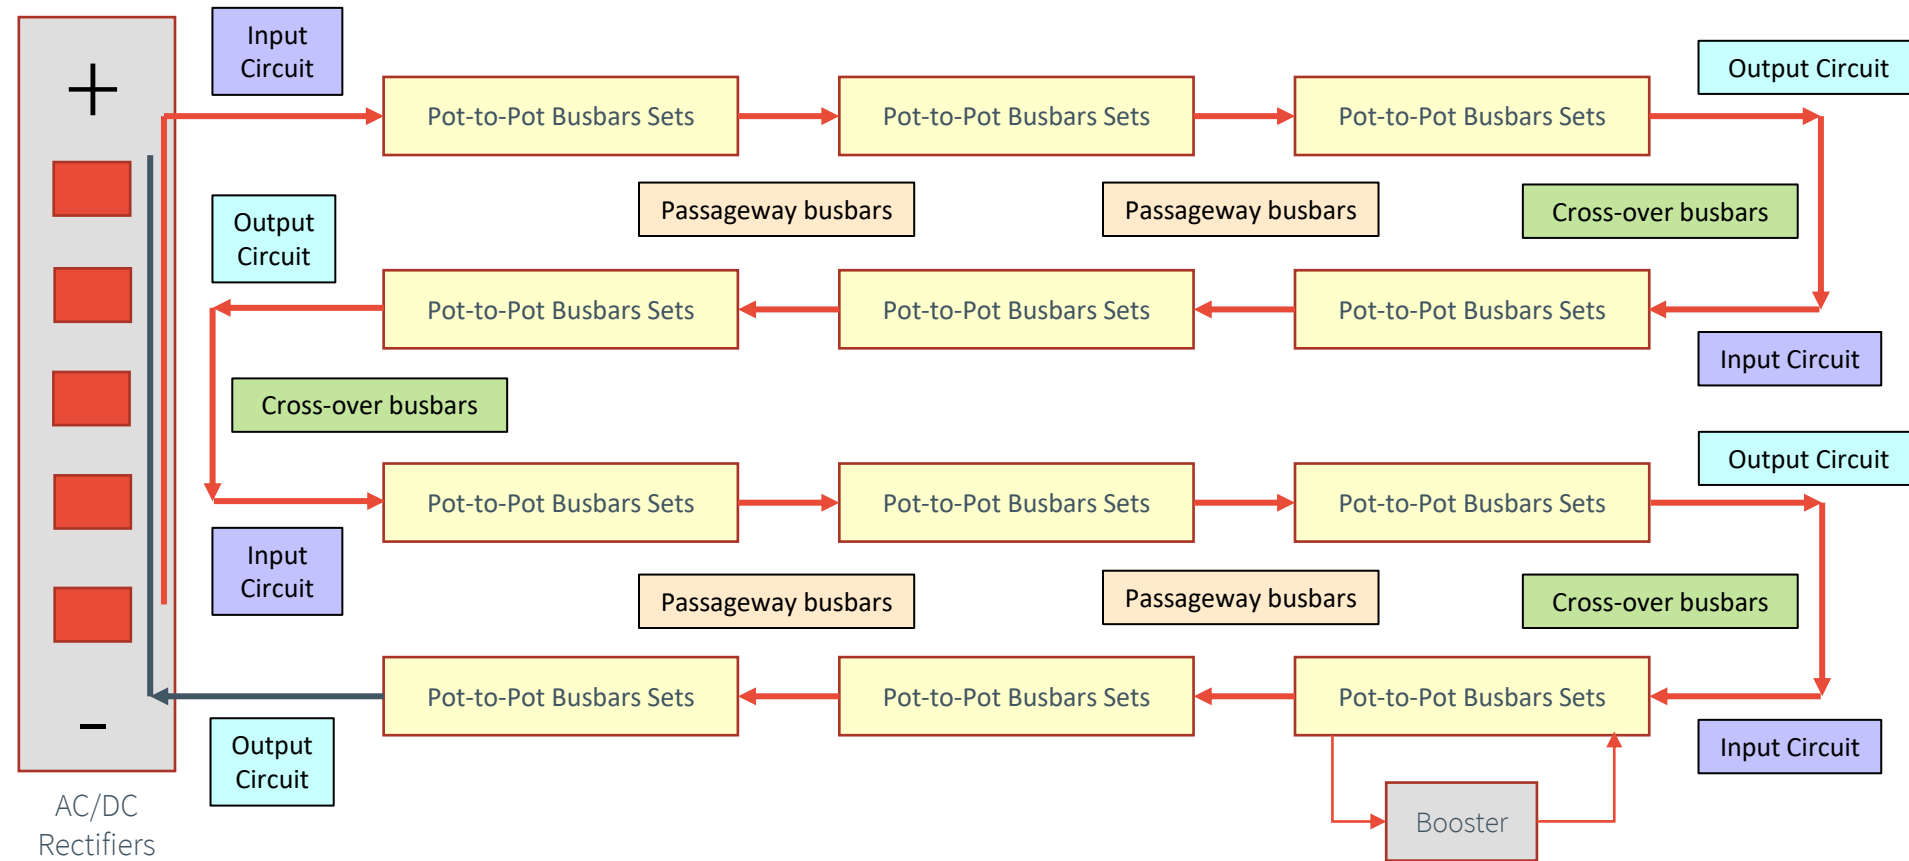 Input
Circuit
Output Circuit
+
Pot-to-Pot Busbars Sets
Pot-to-Pot Busbars Sets
Pot-to-Pot Busbars Sets
Passageway busbars
Passageway busbars
Cross-over busbars
Output
Circuit
Pot-to-Pot Busbars Sets
Pot-to-Pot Busbars Sets
Pot-to-Pot Busbars Sets
Input Circuit
Cross-over busbars
Output Circuit
Pot-to-Pot Busbars Sets
Pot-to-Pot Busbars Sets
Pot-to-Pot Busbars Sets
Input
Circuit
Passageway busbars
Passageway busbars
Cross-over busbars
Pot-to-Pot Busbars Sets
Pot-to-Pot Busbars Sets
Pot-to-Pot Busbars Sets
-
Output
Circuit
Input Circuit
AC/DC
Rectifiers
Booster